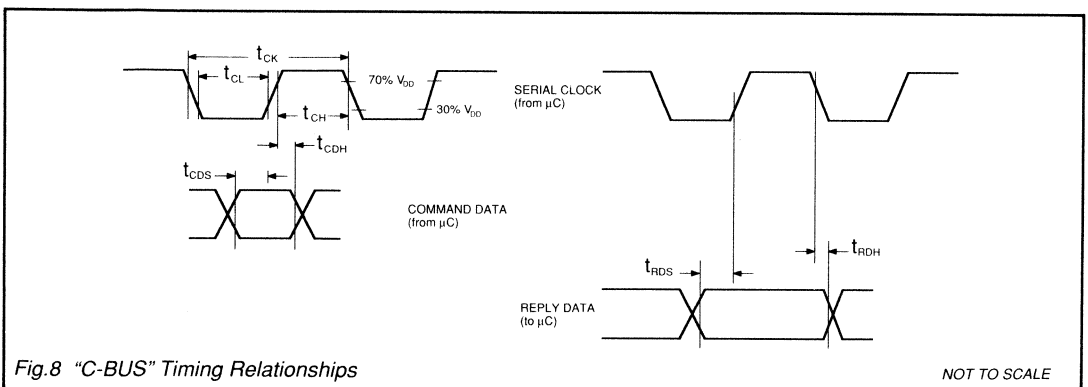 tCK
tCL
70% VDD
SERIAL CLOCK
(from µC)
30% VDD
tCH
tCDH
tCDS
COMMAND DATA
(from µC)
tRDH
tRDS
REPLY DATA
(to µC)
Fig.8 "C-BUS" Timing Relationships
NOT TO SCALE